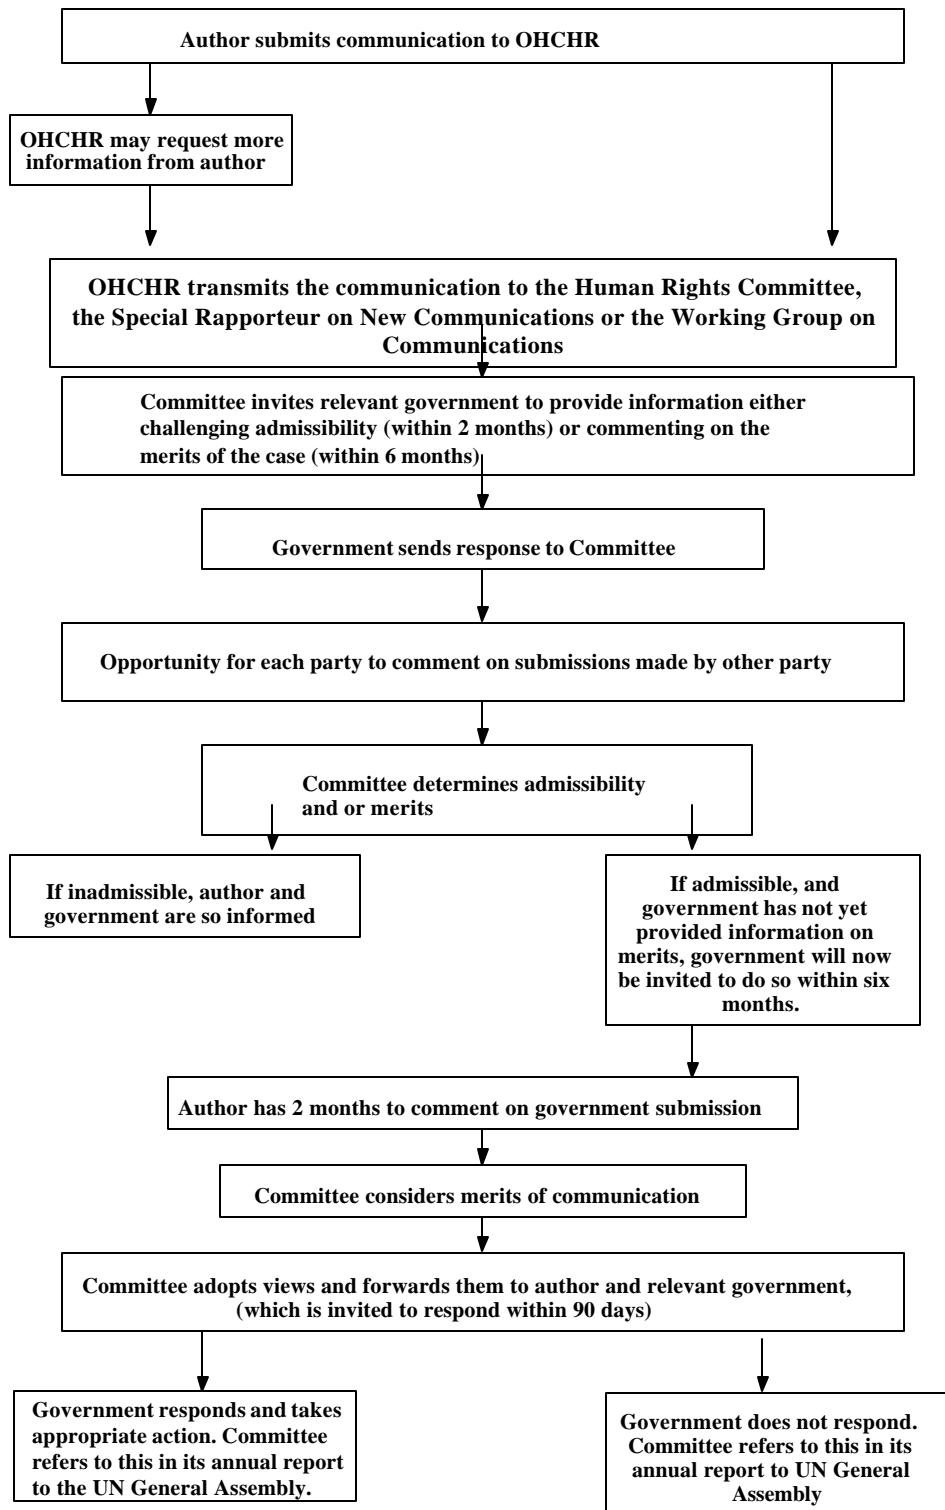 Author submits communication to OHCHR
OHCHR may request more
information from author
OHCHR transmits the communication to the Human Rights Committee,
the Special Rapporteur on New Communications or the Working Group on
Communications
Committee invites relevant government to provide information either
challenging admissibility (within 2 months) or commenting on the
merits of the case (within 6 months)
Government sends response to Committee
Opportunity for each party to comment on submissions made by other party
Committee determines admissibility
and or merits
If inadmissible, author and
government are so informed
If admissible, and
government has not yet
provided information on
merits, government will now
be invited to do so within six
months.
Author has 2 months to comment on government submission
Committee considers merits of communication
Committee adopts views and forwards them to author and relevant government,
(which is invited to respond within 90 days)
Government responds and takes
appropriate action. Committee
refers to this in its annual report
to the UN General Assembly.
Government does not respond.
Committee refers to this in its
annual report to UN General
Assembly